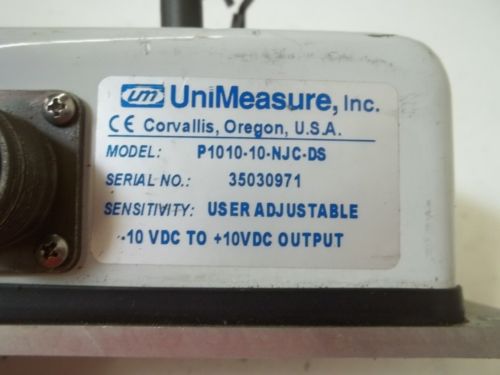 um UniMeasure, Inc.
CE Corvallis, Oregon, U.S.A.
MODEL: P1010-10-NJC-DS
SERIAL NO.: 35030971
SENSITIVITY: USER ADJUSTABLE
-10 VDC TO +10VDC OUTPUT